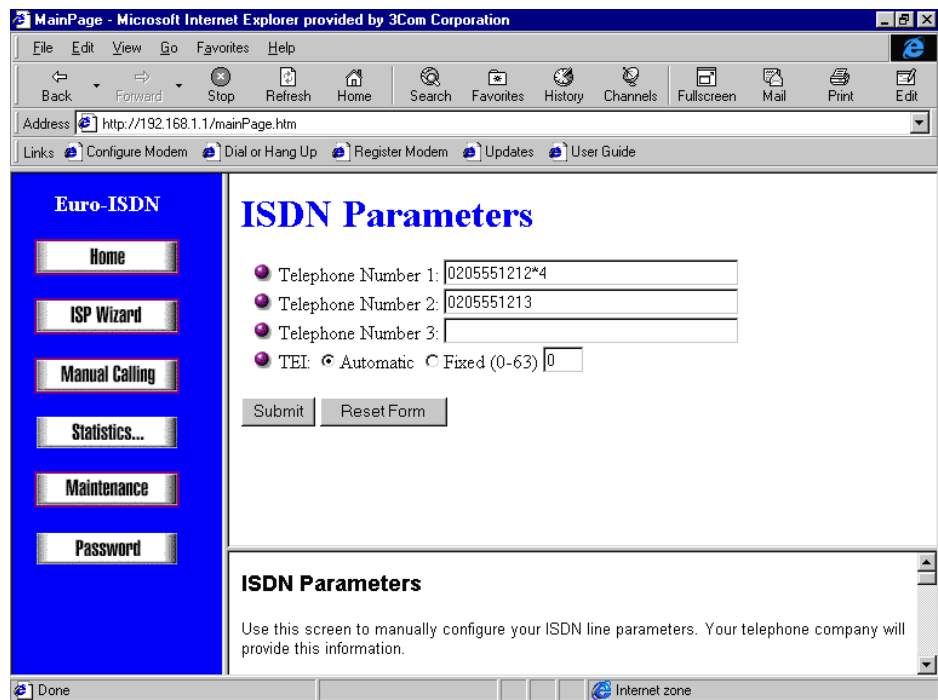 MainPage - Microsoft Internet Explorer provided by 3Com Corporation
File Edit View Go Favorites Help
Back Forward Stop Refresh Home Search Favorites History Channels Fullscreen Mail Print Edit
Address http://192.168.1.1/mainPage.htm
Links Configure Modem Dial or Hang Up Register Modem Updates User Guide
Euro-ISDN
Home
ISP Wizard
Manual Calling
Statistics...
Maintenance
Password
ISDN Parameters
Telephone Number 1: 0205551212*4
Telephone Number 2: 0205551213
Telephone Number 3:
TEI: Automatic Fixed (0-63) 0
Submit Reset Form
ISDN Parameters
Use this screen to manually configure your ISDN line parameters. Your telephone company will
provide this information.
Done Internet zone